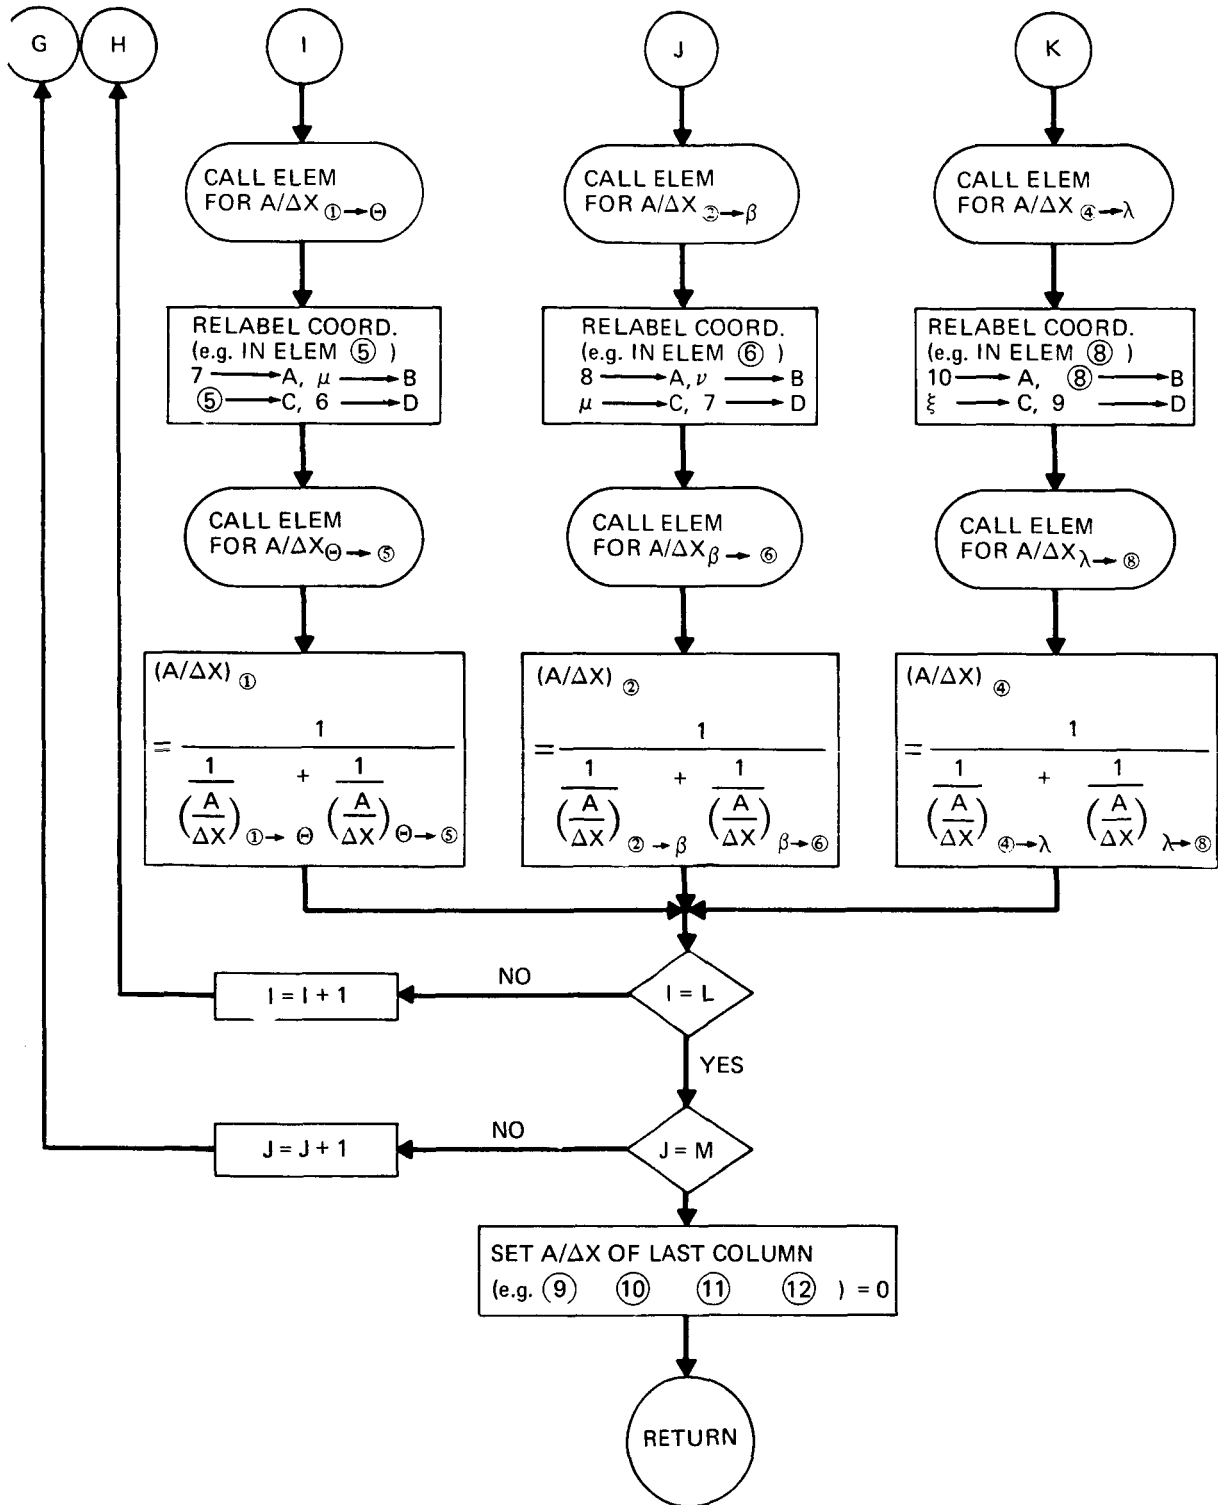 G
H
I
J
K
CALL ELEM
FOR A/ΔX ①→Θ
CALL ELEM
FOR A/ΔX ②→β
CALL ELEM
FOR A/ΔX ④→λ
RELABEL COORD.
(e.g. IN ELEM ⑤ )
7 → A, μ → B
⑤ → C, 6 → D
RELABEL COORD.
(e.g. IN ELEM ⑥ )
8 → A, ν → B
μ → C, 7 → D
RELABEL COORD.
(e.g. IN ELEM ⑧ )
10 → A, ⑧ → B
ξ → C, 9 → D
CALL ELEM
FOR A/ΔX Θ→⑤
CALL ELEM
FOR A/ΔX β→⑥
CALL ELEM
FOR A/ΔX λ→⑧
(A/ΔX) ①
= 1
1 + 1
(A/ΔX) ①→Θ (A/ΔX) Θ→⑤
(A/ΔX) ②
= 1
1 + 1
(A/ΔX) ②→β (A/ΔX) β→⑥
(A/ΔX) ④
= 1
1 + 1
(A/ΔX) ④→λ (A/ΔX) λ→⑧
I = I + 1
NO
I = L
YES
J = J + 1
NO
J = M
SET A/ΔX OF LAST COLUMN
(e.g. ⑨ ⑩ ⑪ ⑫ ) = 0
RETURN